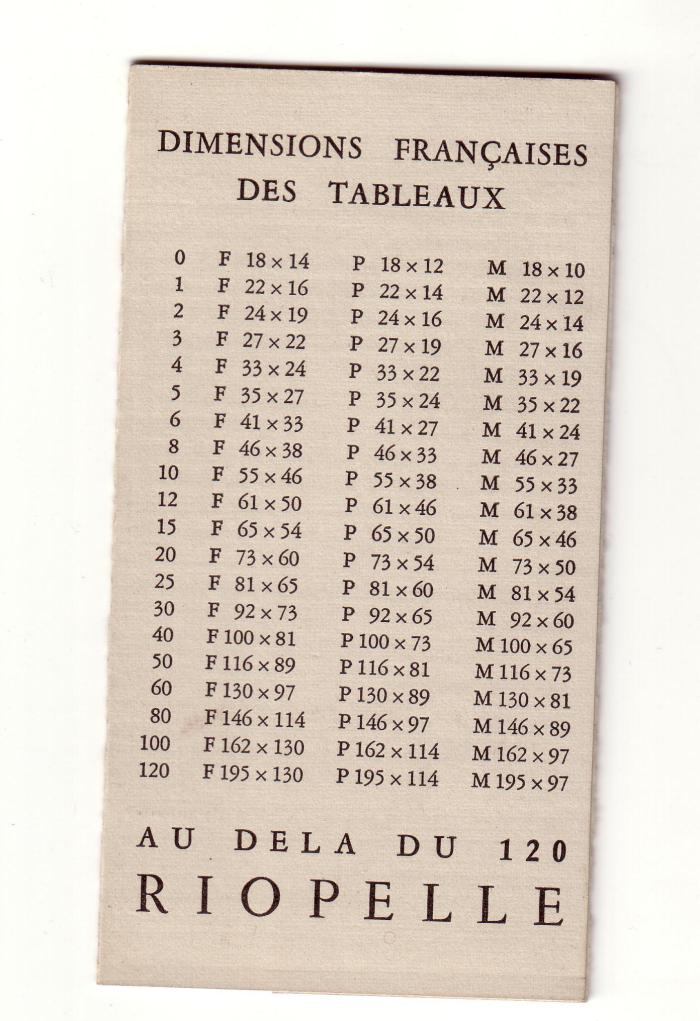 DIMENSIONS FRANÇAISES
DES TABLEAUX
0 F 18 × 14 P 18 × 12 M 18 × 10
1 F 22 × 16 P 22 × 14 M 22 × 12
2 F 24 × 19 P 24 × 16 M 24 × 14
3 F 27 × 22 P 27 × 19 M 27 × 16
4 F 33 × 24 P 33 × 22 M 33 × 19
5 F 35 × 27 P 35 × 24 M 35 × 22
6 F 41 × 33 P 41 × 27 M 41 × 24
8 F 46 × 38 P 46 × 33 M 46 × 27
10 F 55 × 46 P 55 × 38 M 55 × 33
12 F 61 × 50 P 61 × 46 M 61 × 38
15 F 65 × 54 P 65 × 50 M 65 × 46
20 F 73 × 60 P 73 × 54 M 73 × 50
25 F 81 × 65 P 81 × 60 M 81 × 54
30 F 92 × 73 P 92 × 65 M 92 × 60
40 F 100 × 81 P 100 × 73 M 100 × 65
50 F 116 × 89 P 116 × 81 M 116 × 73
60 F 130 × 97 P 130 × 89 M 130 × 81
80 F 146 × 114 P 146 × 97 M 146 × 89
100 F 162 × 130 P 162 × 114 M 162 × 97
120 F 195 × 130 P 195 × 114 M 195 × 97
AU DELA DU 120
RIOPELLE